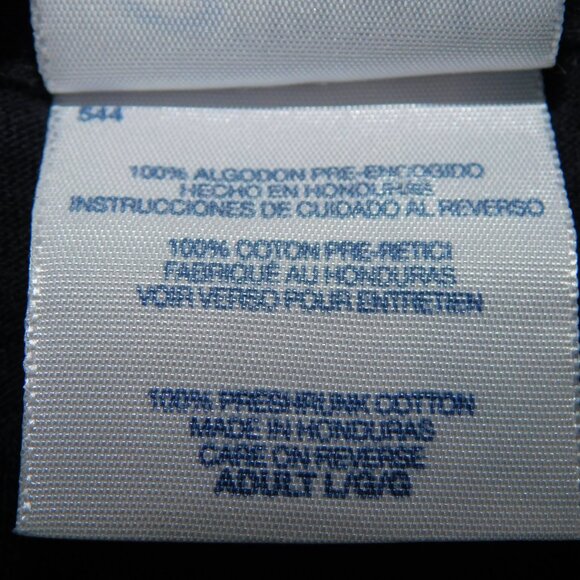 544
100% ALGODON PRE-ENCOGIDO
HECHO EN HONDURAS
INSTRUCCIONES DE CUIDADO AL REVERSO
100% COTON PRE-RETICI
FABRIQUÉ AU HONDURAS
VOIR VERSO POUR ENTRETIEN
100% PRESHRUNK COTTON
MADE IN HONDURAS
CARE ON REVERSE
ADULT L/G/G